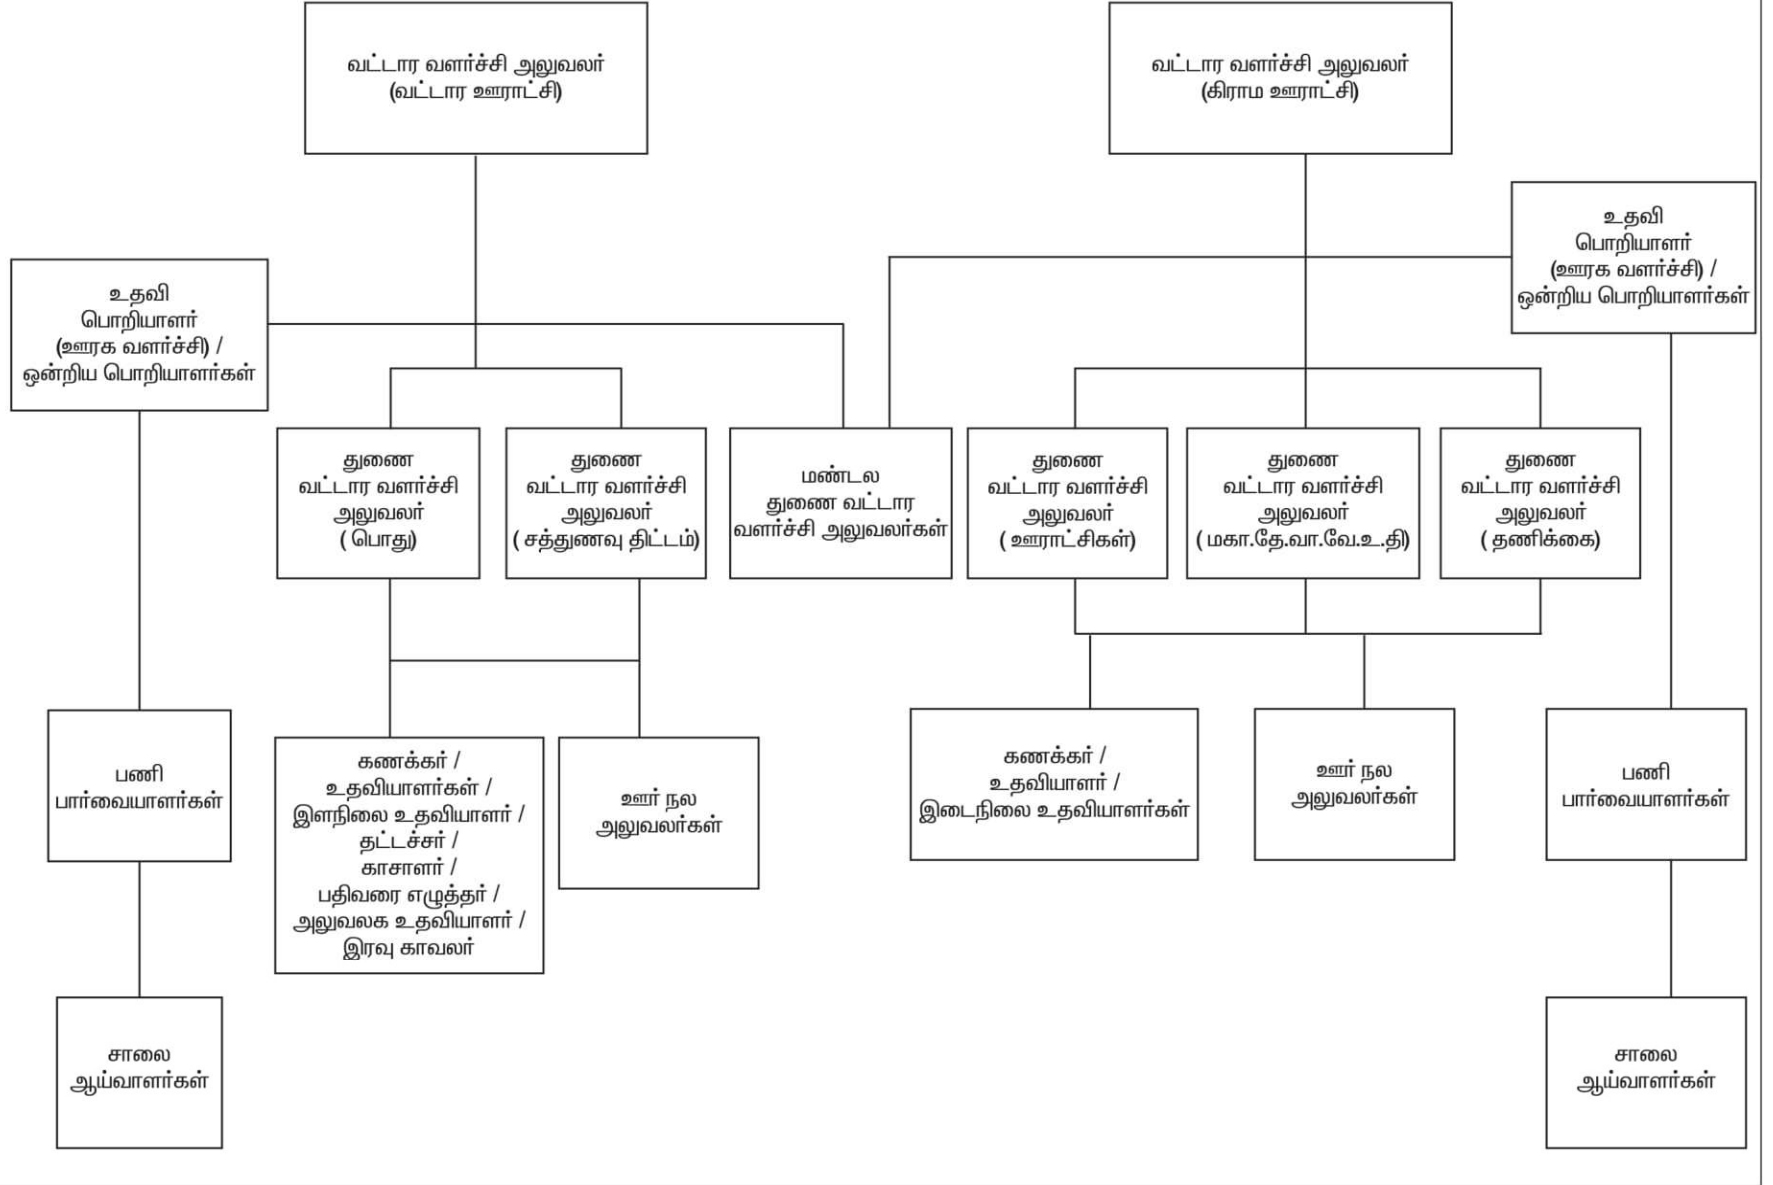 வட்டார வளர்ச்சி அலுவலர்
(வட்டார ஊராட்சி)
வட்டார வளர்ச்சி அலுவலர்
(கிராம ஊராட்சி)
உதவி
பொறியாளர்
(ஊரக வளர்ச்சி) /
ஒன்றிய பொறியாளர்கள்
உதவி
பொறியாளர்
(ஊரக வளர்ச்சி) /
ஒன்றிய பொறியாளர்கள்
துணை
வட்டார வளர்ச்சி
அலுவலர்
( பொது)
துணை
வட்டார வளர்ச்சி
அலுவலர்
( சத்துணவு திட்டம்)
மண்டல
துணை வட்டார
வளர்ச்சி அலுவலர்கள்
துணை
வட்டார வளர்ச்சி
அலுவலர்
( ஊராட்சிகள்)
துணை
வட்டார வளர்ச்சி
அலுவலர்
( மகா.தே.வா.வே.உ.தி)
துணை
வட்டார வளர்ச்சி
அலுவலர்
( தணிக்கை)
பணி
பார்வையாளர்கள்
கணக்கர் /
உதவியாளர்கள் /
இளநிலை உதவியாளர் /
தட்டச்சர் /
காசாளர் /
பதிவரை எழுத்தர் /
அலுவலக உதவியாளர் /
இரவு காவலர்
ஊர் நல
அலுவலர்கள்
கணக்கர் /
உதவியாளர் /
இடைநிலை உதவியாளர்கள்
ஊர் நல
அலுவலர்கள்
பணி
பார்வையாளர்கள்
சாலை
ஆய்வாளர்கள்
சாலை
ஆய்வாளர்கள்